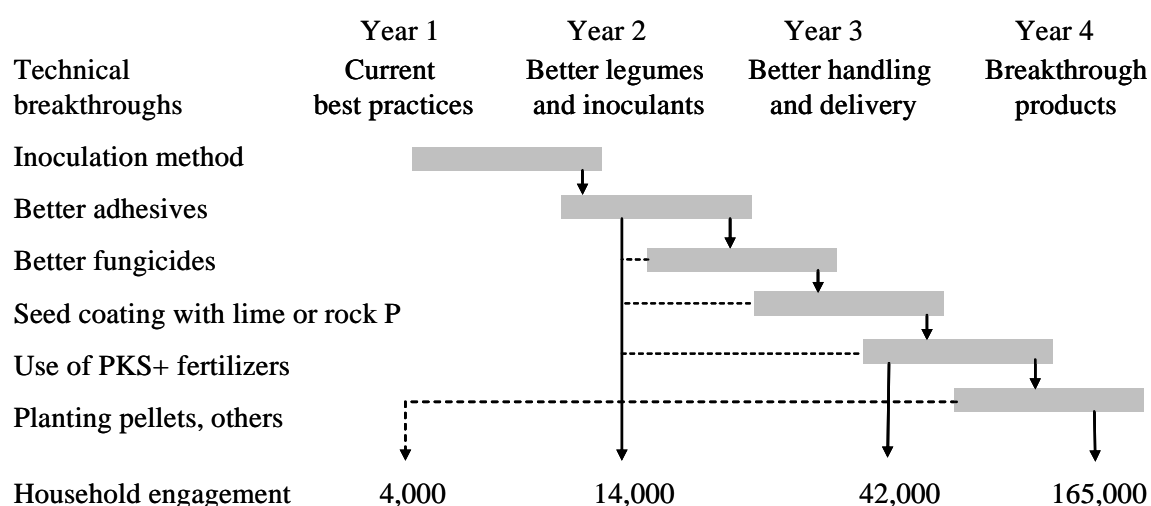 Year 1 Year 2 Year 3 Year 4
Technical Current Better legumes Better handling Breakthrough
breakthroughs best practices and inoculants and delivery products
Inoculation method
Better adhesives
Better fungicides
Seed coating with lime or rock P
Use of PKS+ fertilizers
Planting pellets, others
Household engagement 4,000 14,000 42,000 165,000